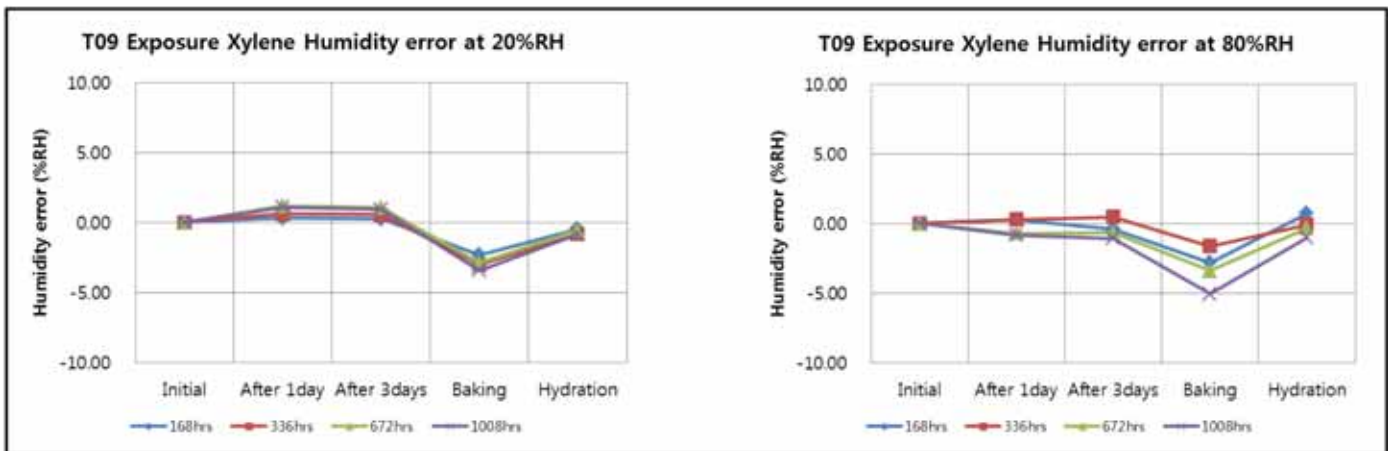 T09 Exposure Xylene Humidity error at 20%RH
Humidity error (%RH)
10.00
5.00
0.00
-5.00
-10.00
Initial After 1day After 3days Baking Hydration
168hrs 336hrs 672hrs 1008hrs
T09 Exposure Xylene Humidity error at 80%RH
Humidity error (%RH)
10.00
5.00
0.00
-5.00
-10.00
Initial After 1day After 3days Baking Hydration
168hrs 336hrs 672hrs 1008hrs